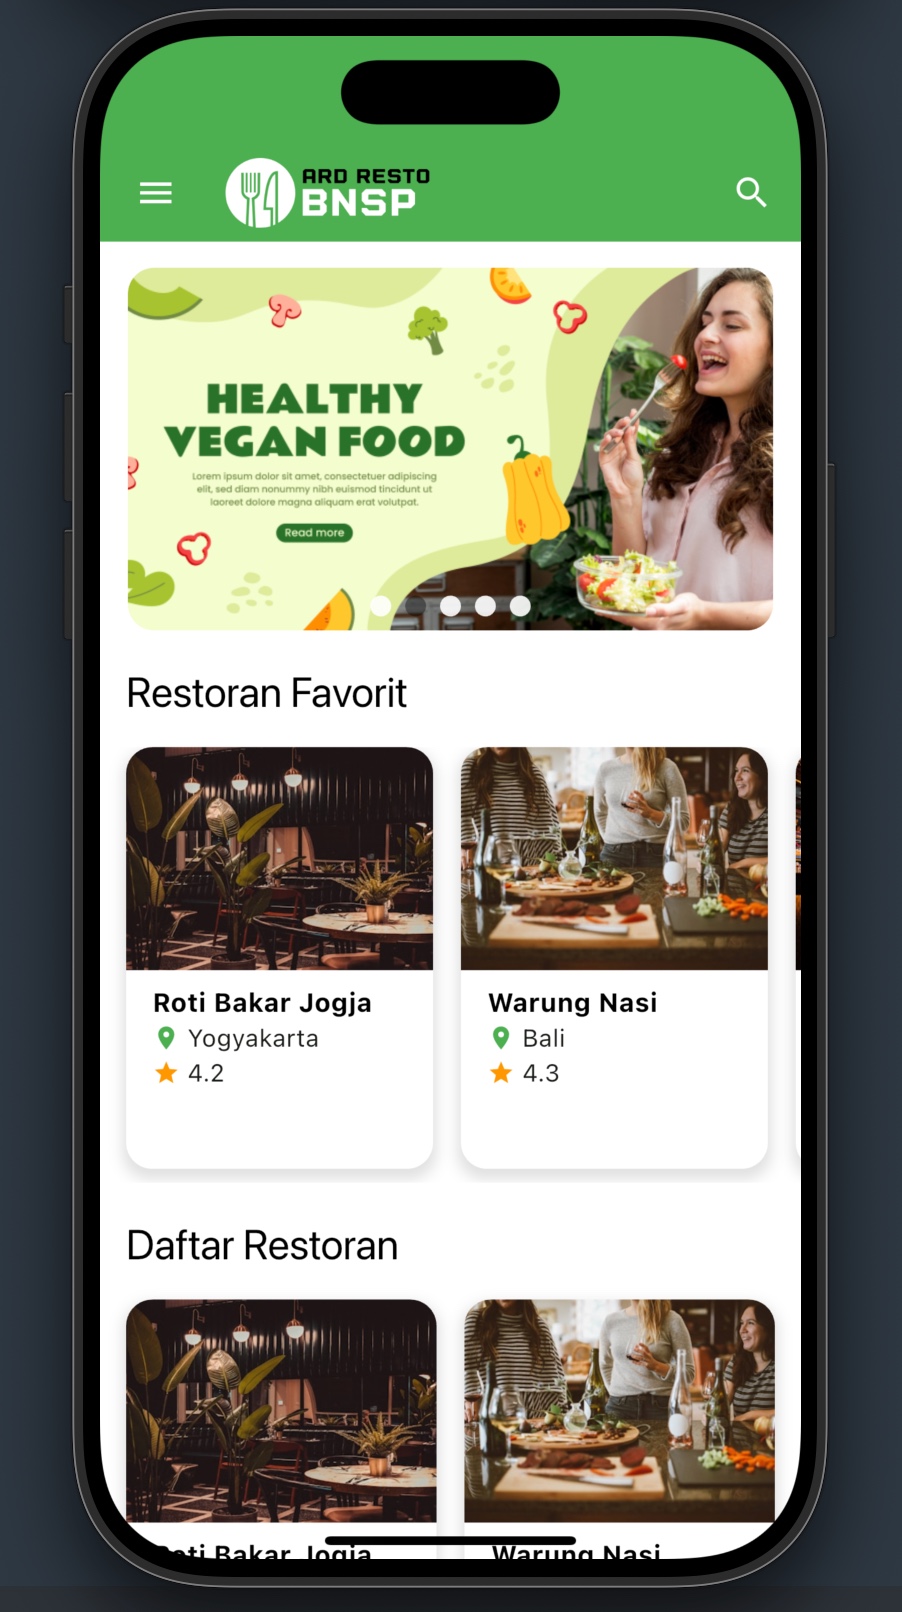 ARD RESTO
BNSP
HEALTHY
VEGAN FOOD
Lorem ipsum dolor sit amet, consectetuer adipiscing
elit, sed diam nonummy nibh euismod tincidunt ut
laoreet dolore magna aliquam erat volutpat.
Read more
Restoran Favorit
Roti Bakar Jogja
Yogyakarta
4.2
Warung Nasi
Bali
4.3
Daftar Restoran
Roti Bakar Jogja
Warung Nasi